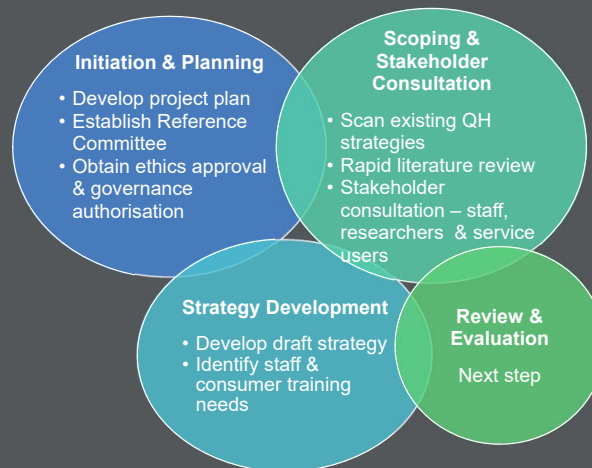 Initiation & Planning
• Develop project plan
• Establish Reference
Committee
• Obtain ethics approval
& governance
authorisation
Scoping &
Stakeholder
Consultation
• Scan existing QH
strategies
• Rapid literature review
• Stakeholder
consultation – staff,
researchers & service
users
Strategy Development
• Develop draft strategy
• Identify staff &
consumer training
needs
Review &
Evaluation
Next step